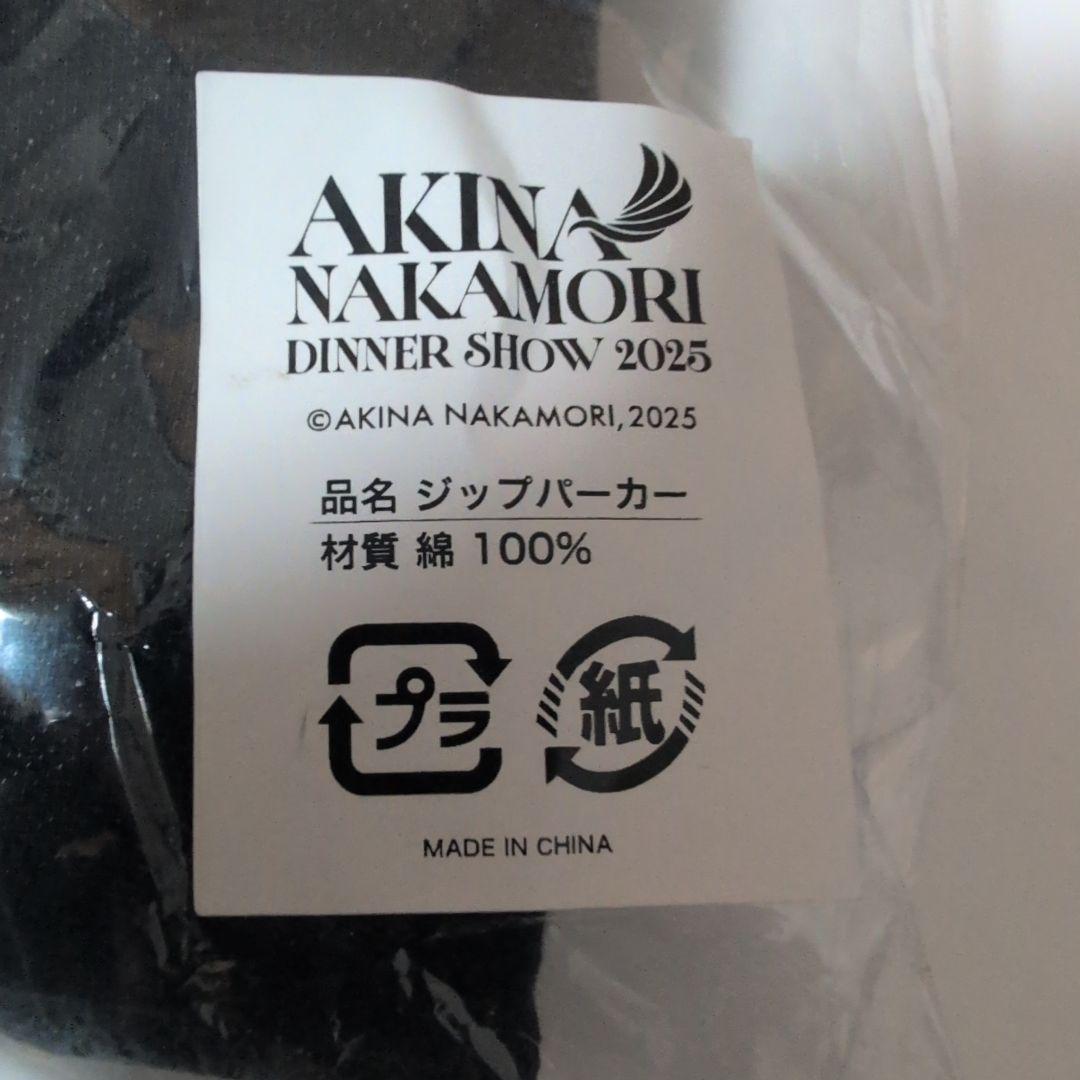 AKINA
NAKAMORI
DINNER SHOW 2025
©AKINA NAKAMORI,2025
品名 ジップパーカー
材質 綿 100%
プラ 紙
MADE IN CHINA